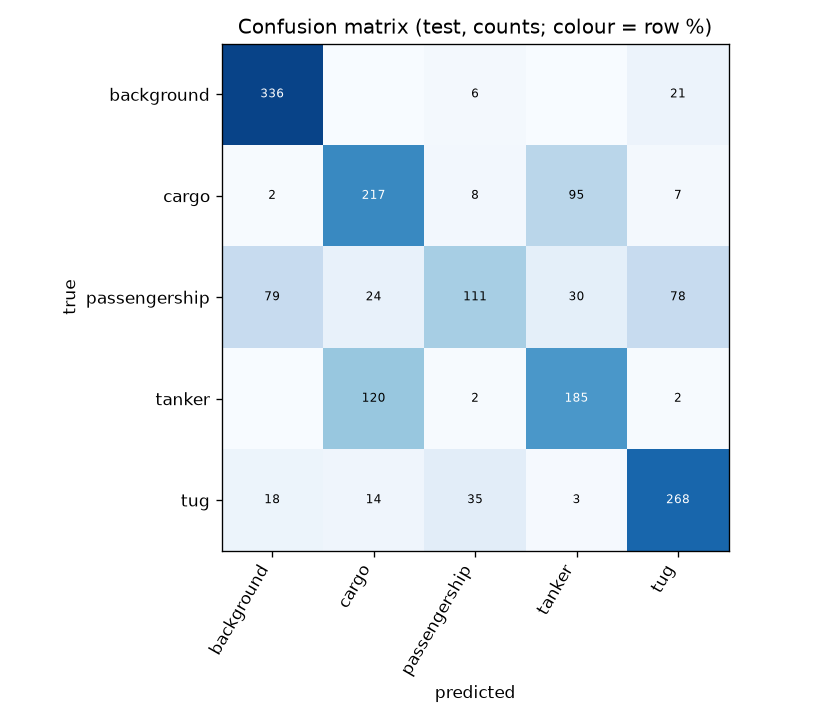 Confusion matrix (test, counts; colour = row %)
background 336 6 21
cargo 2 217 8 95 7
passengership 79 24 111 30 78
tanker 120 2 185 2
tug 18 14 35 3 268
true
background cargo passengership tanker tug
predicted